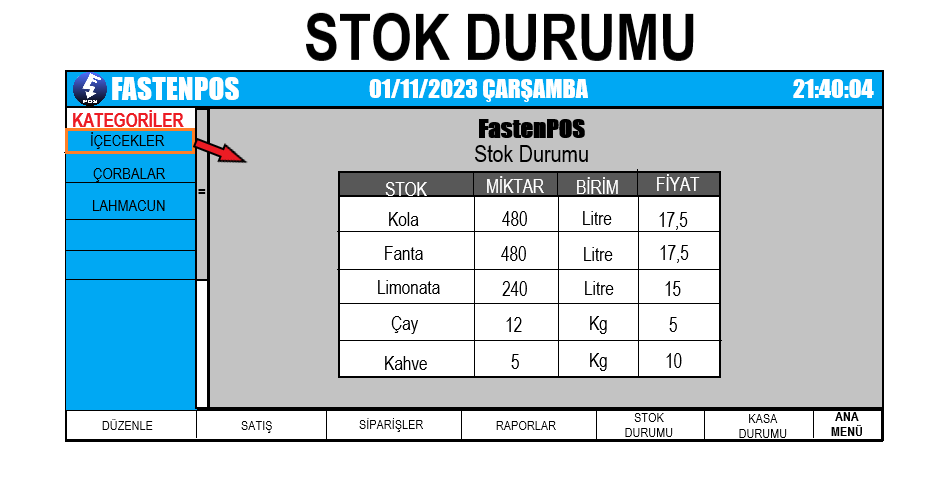 STOK DURUMU
POS
FASTENPOS 01/11/2023 ÇARŞAMBA 21:40:04
KATEGORİLER
İÇECEKLER
ÇORBALAR
LAHMACUN
=
FastenPOS
Stok Durumu
STOK MİKTAR BİRİM FİYAT
Kola 480 Litre 17,5
Fanta 480 Litre 17,5
Limonata 240 Litre 15
Çay 12 Kg 5
Kahve 5 Kg 10
DÜZENLE SATIŞ SİPARİŞLER RAPORLAR STOK DURUMU KASA DURUMU ANA MENÜ